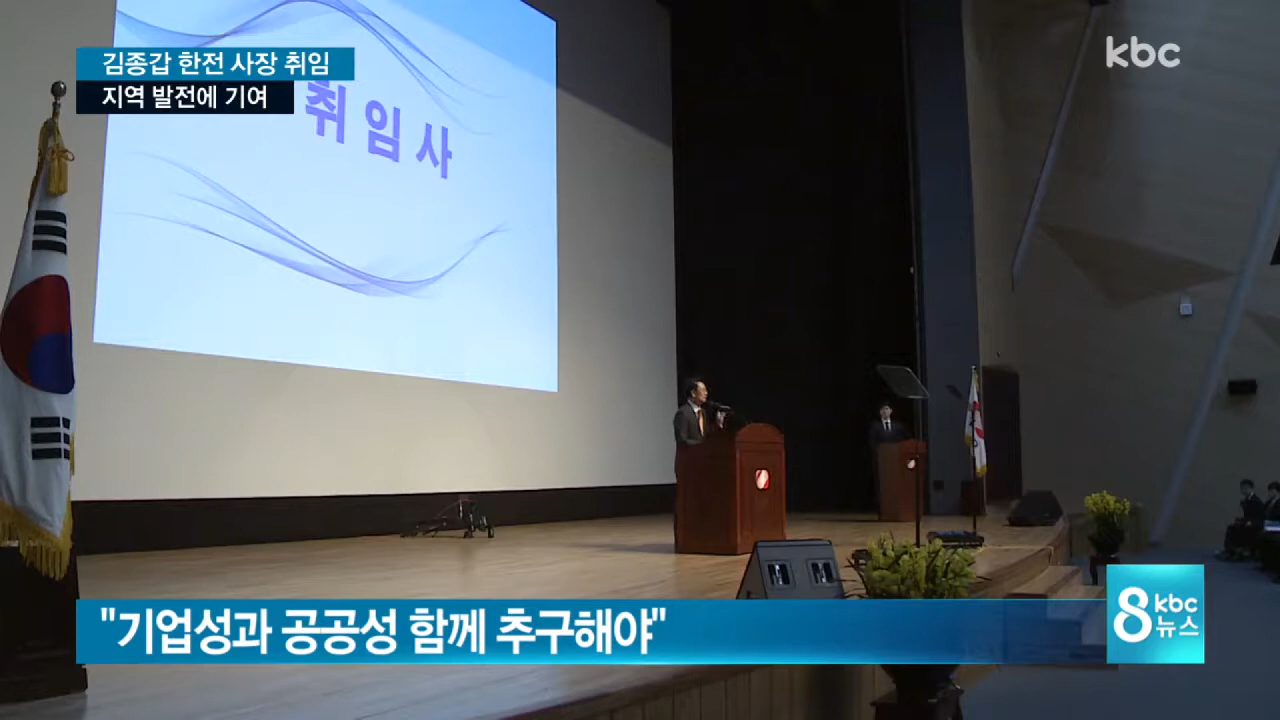 김종갑 한전 사장 취임
지역 발전에 기여
kbc
취임사
"기업성과 공공성 함께 추구해야"
8 kbc
뉴스